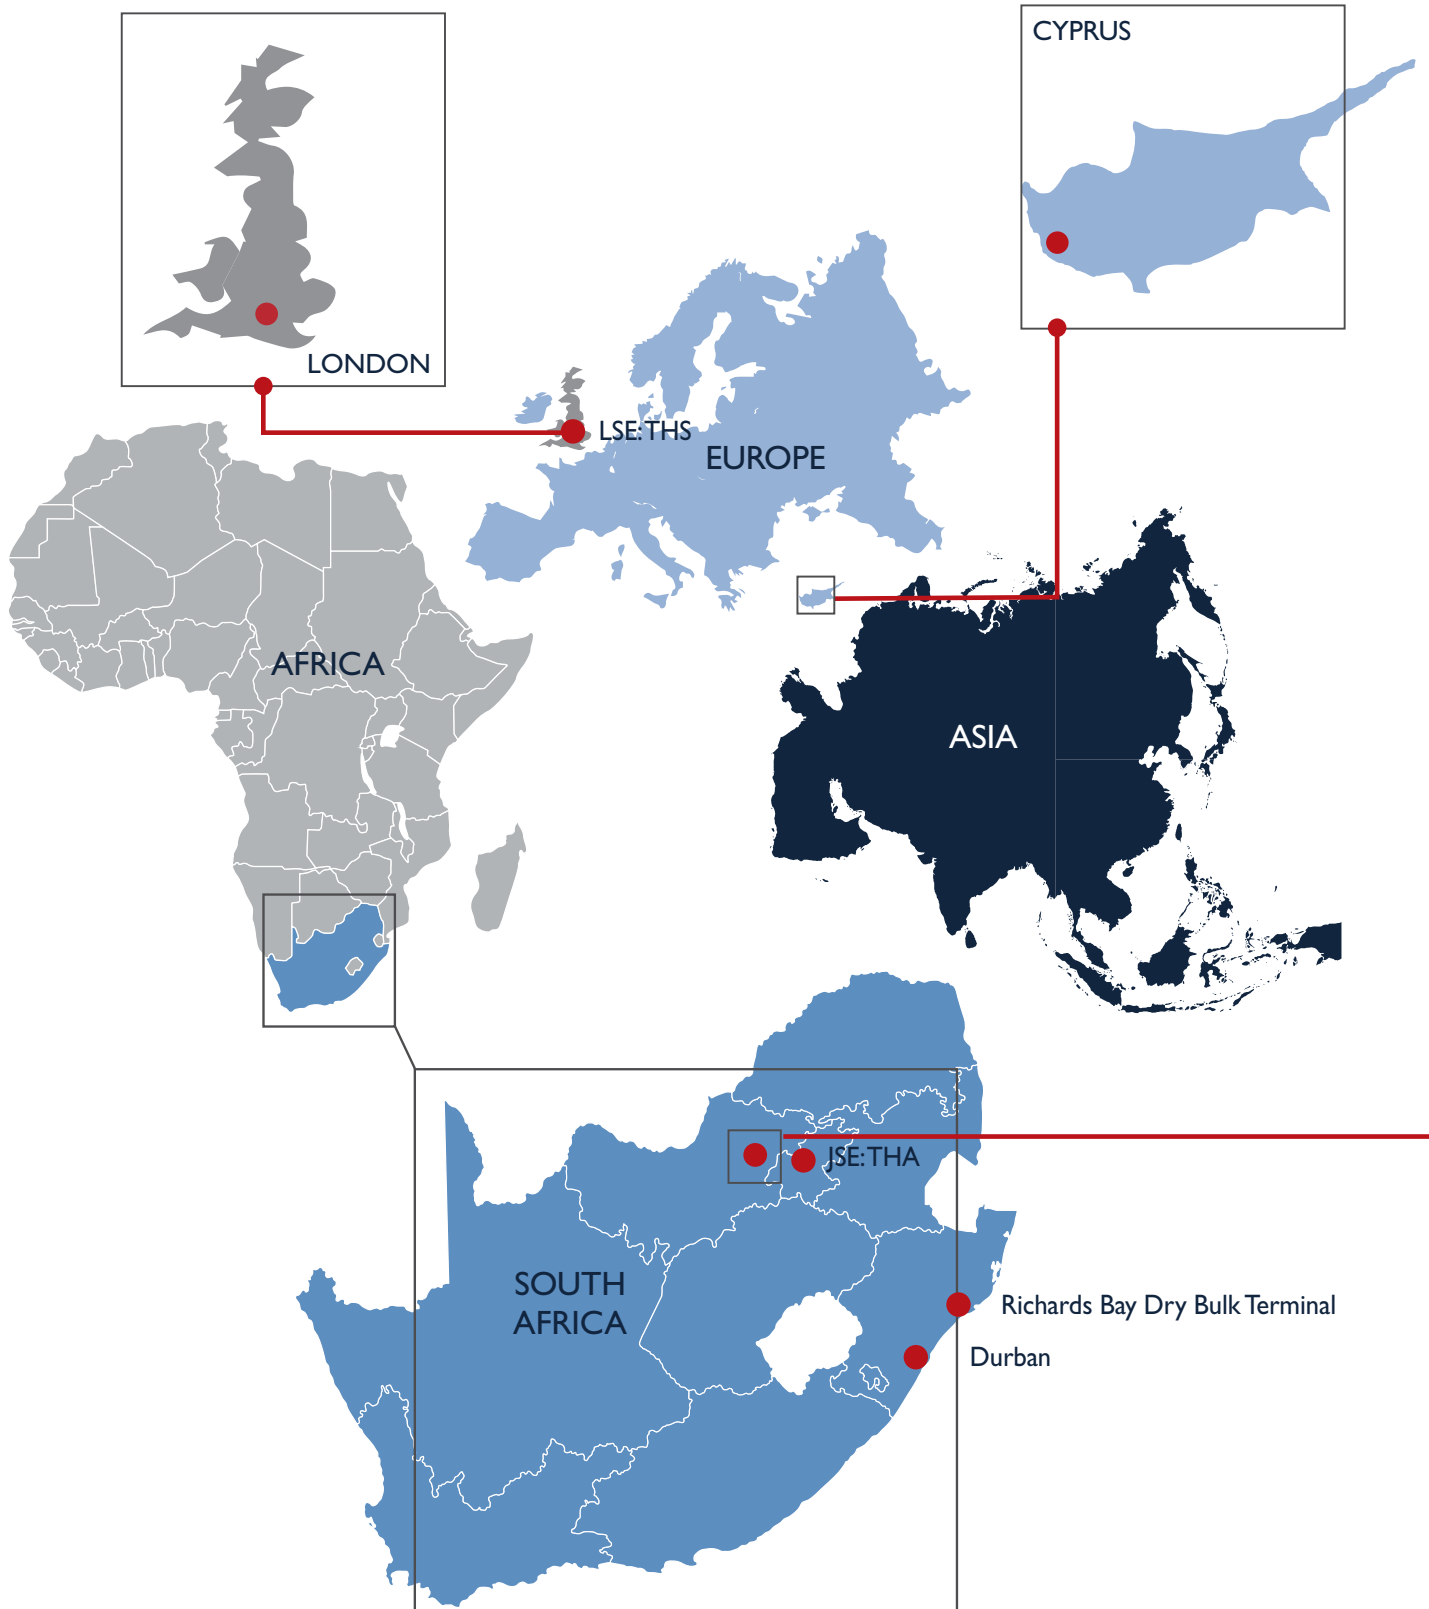 CYPRUS
LONDON
LSE:THS
EUROPE
AFRICA
ASIA
JSE:THA
SOUTH
AFRICA
Richards Bay Dry Bulk Terminal
Durban